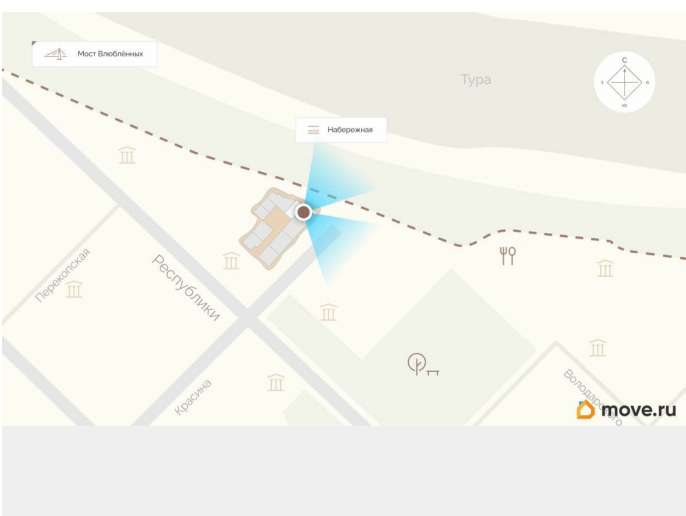 Мост Влюблённых
Тура
С
З
В
Ю
Набережная
Перекопская
Республики
Красина
Володарского
move.ru